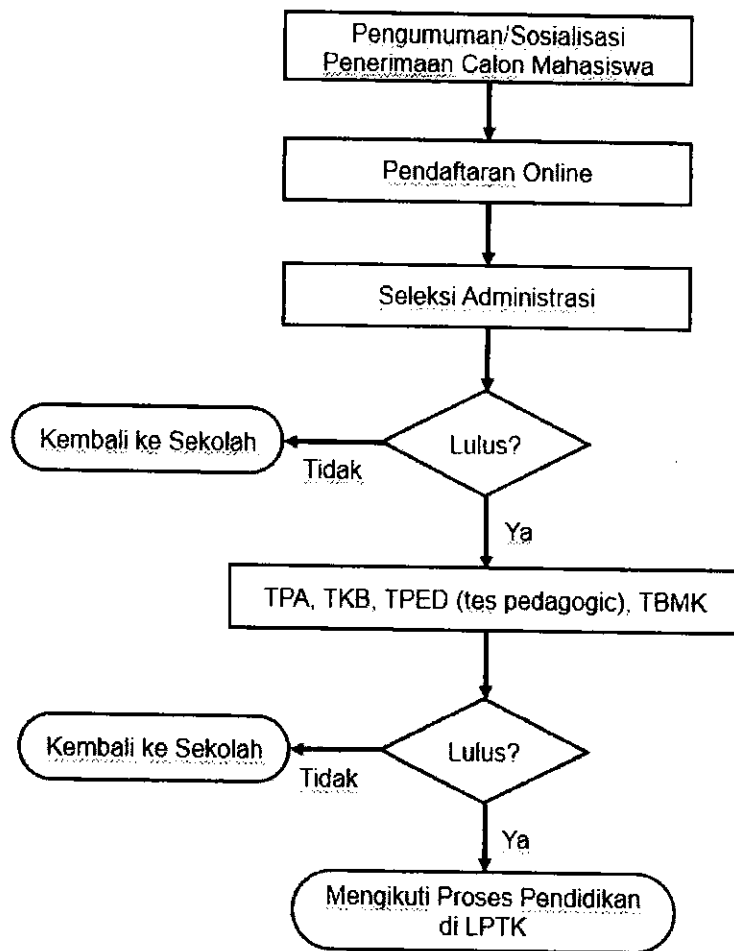 Pengumuman/Sosialisasi
Penerimaan Calon Mahasiswa
Pendaftaran Online
Seleksi Administrasi
Lulus?
Kembali ke Sekolah
Tidak
Ya
TPA, TKB, TPED (tes pedagogic), TBMK
Lulus?
Kembali ke Sekolah
Tidak
Ya
Mengikuti Proses Pendidikan
di LPTK